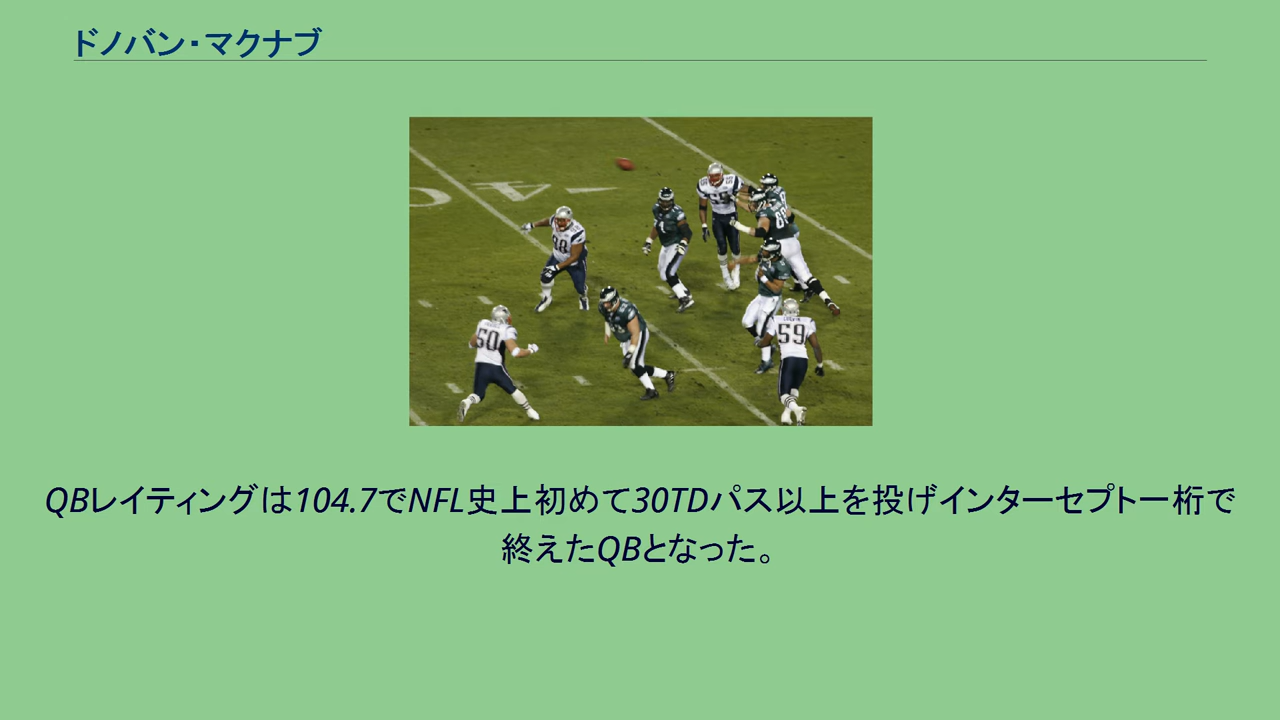 ドノバン・マクナブ
50
59
QBレイティングは104.7でNFL史上初めて30TDパス以上を投げインターセプト一桁で
終えたQBとなった。